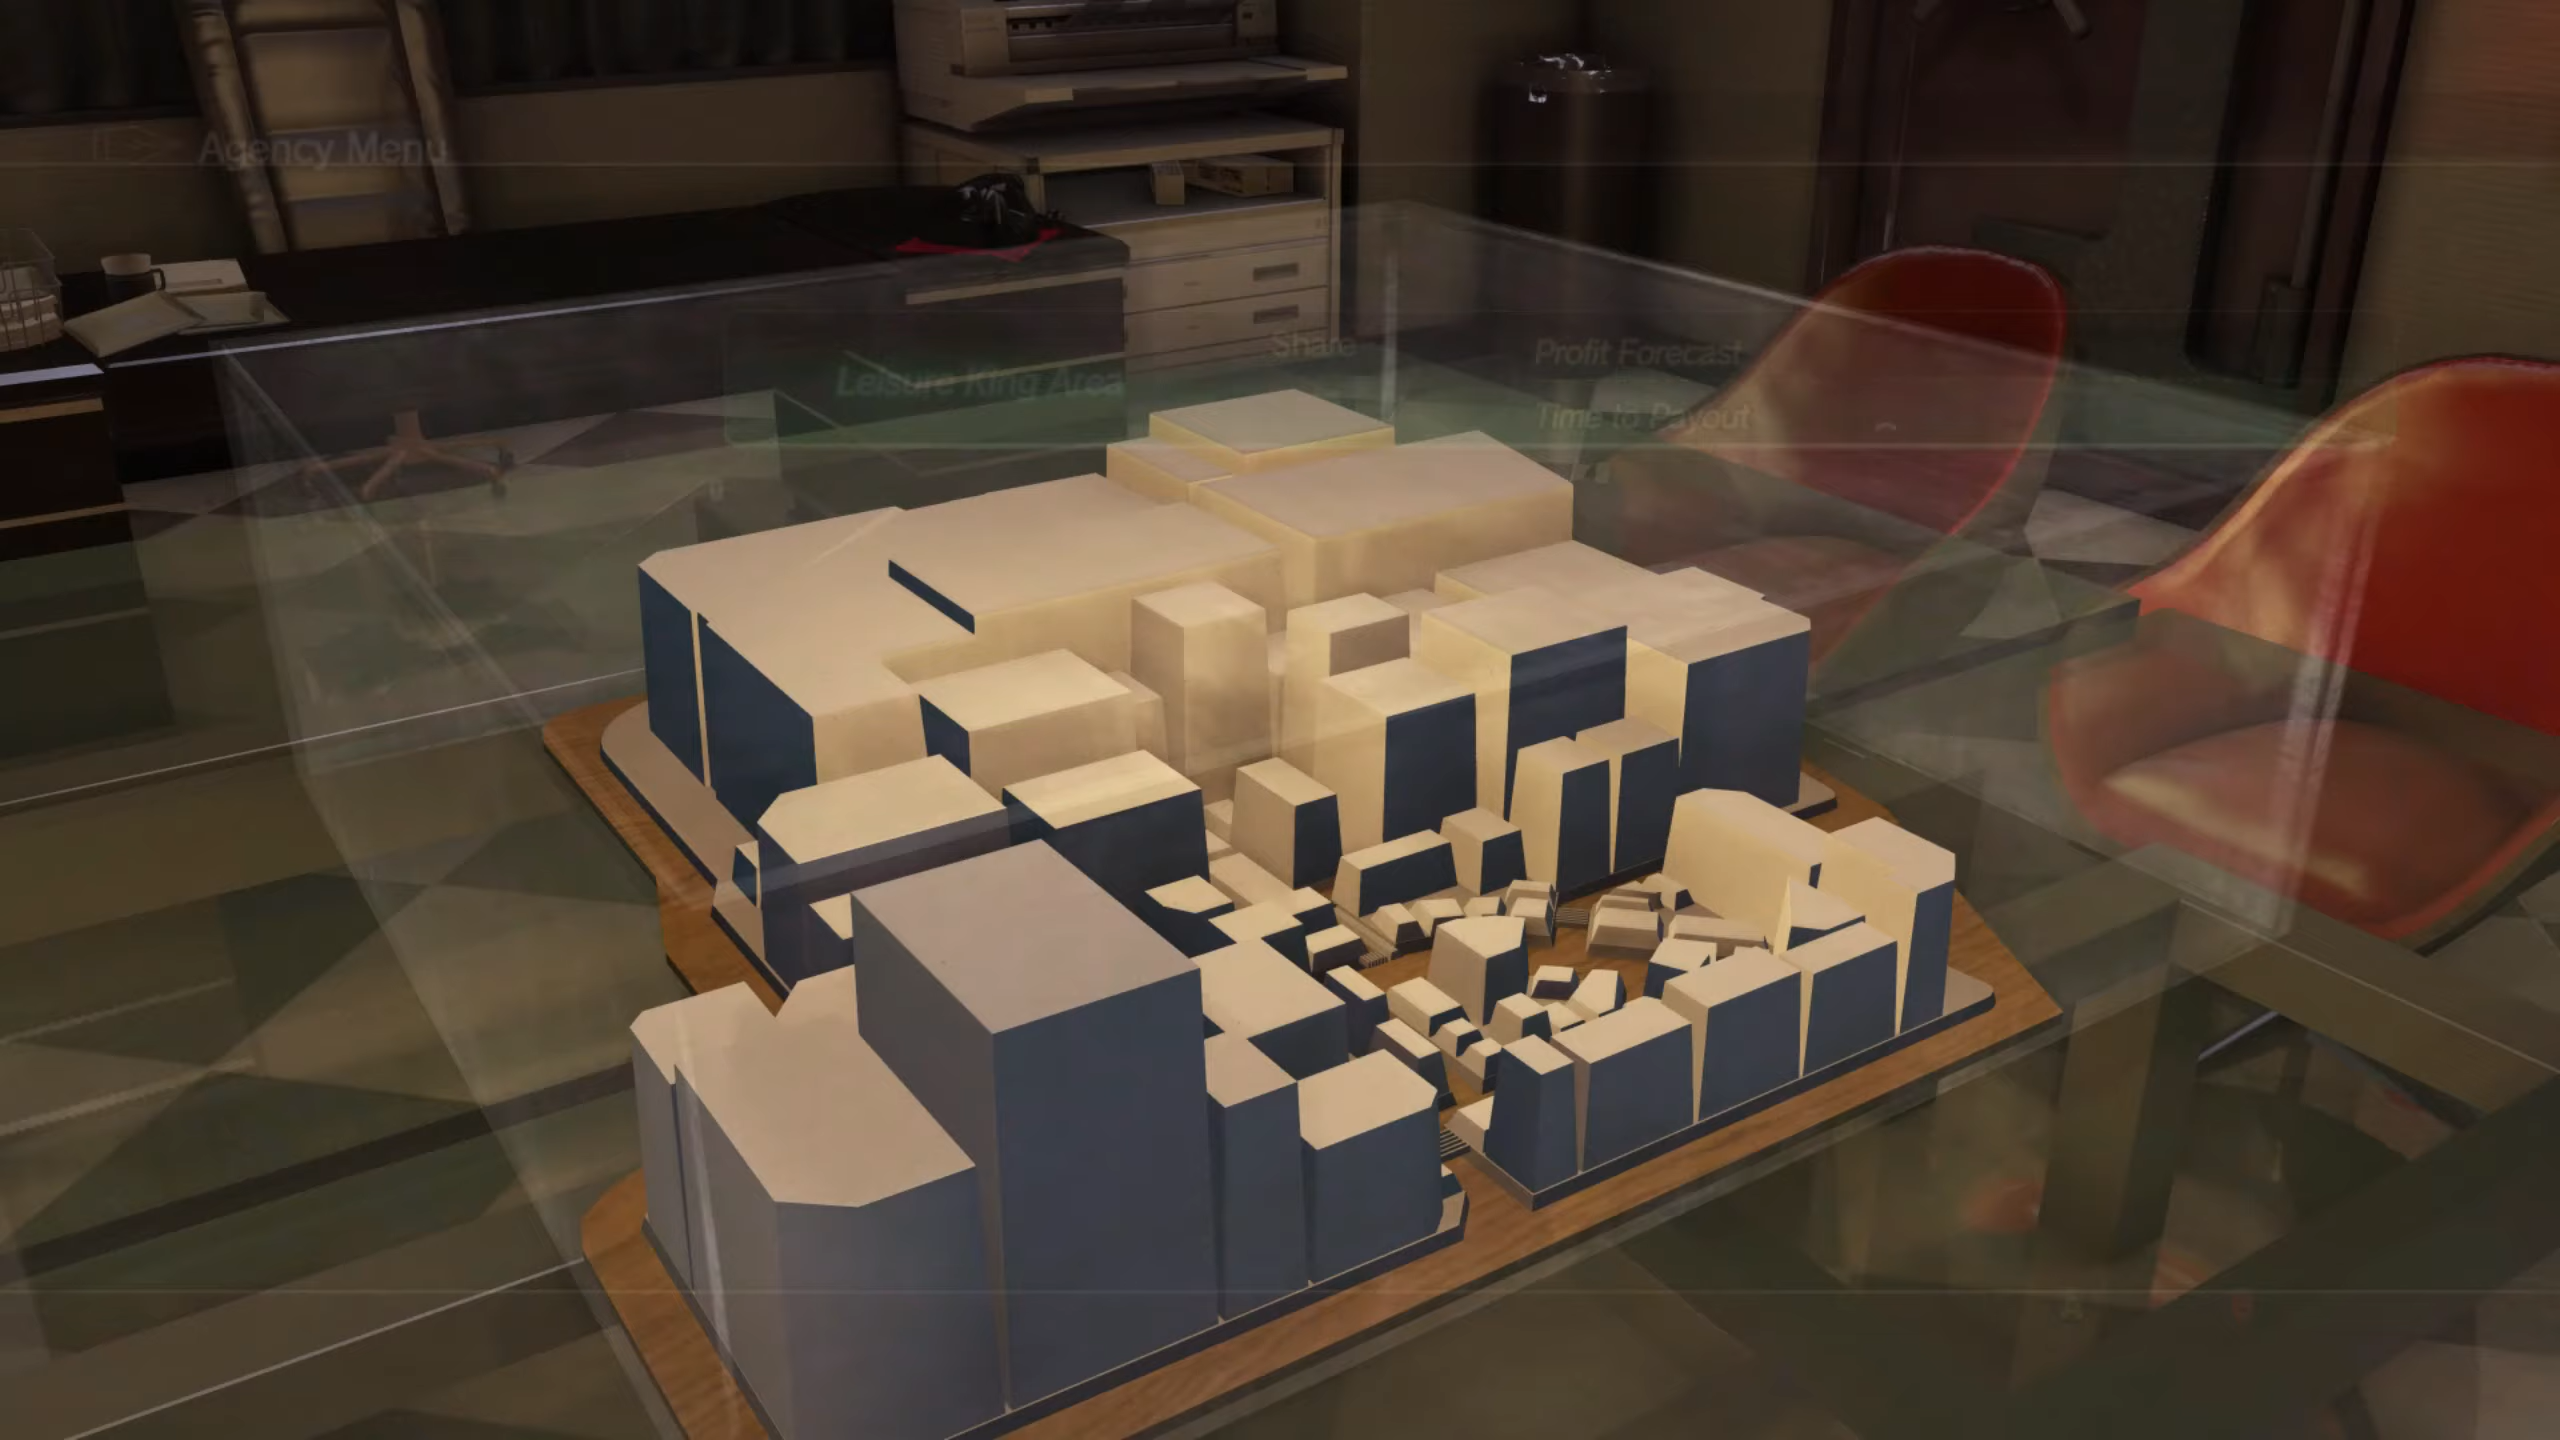 Agency Menu
Leisure King Area
Share
Profit Forecast
Time to Payout